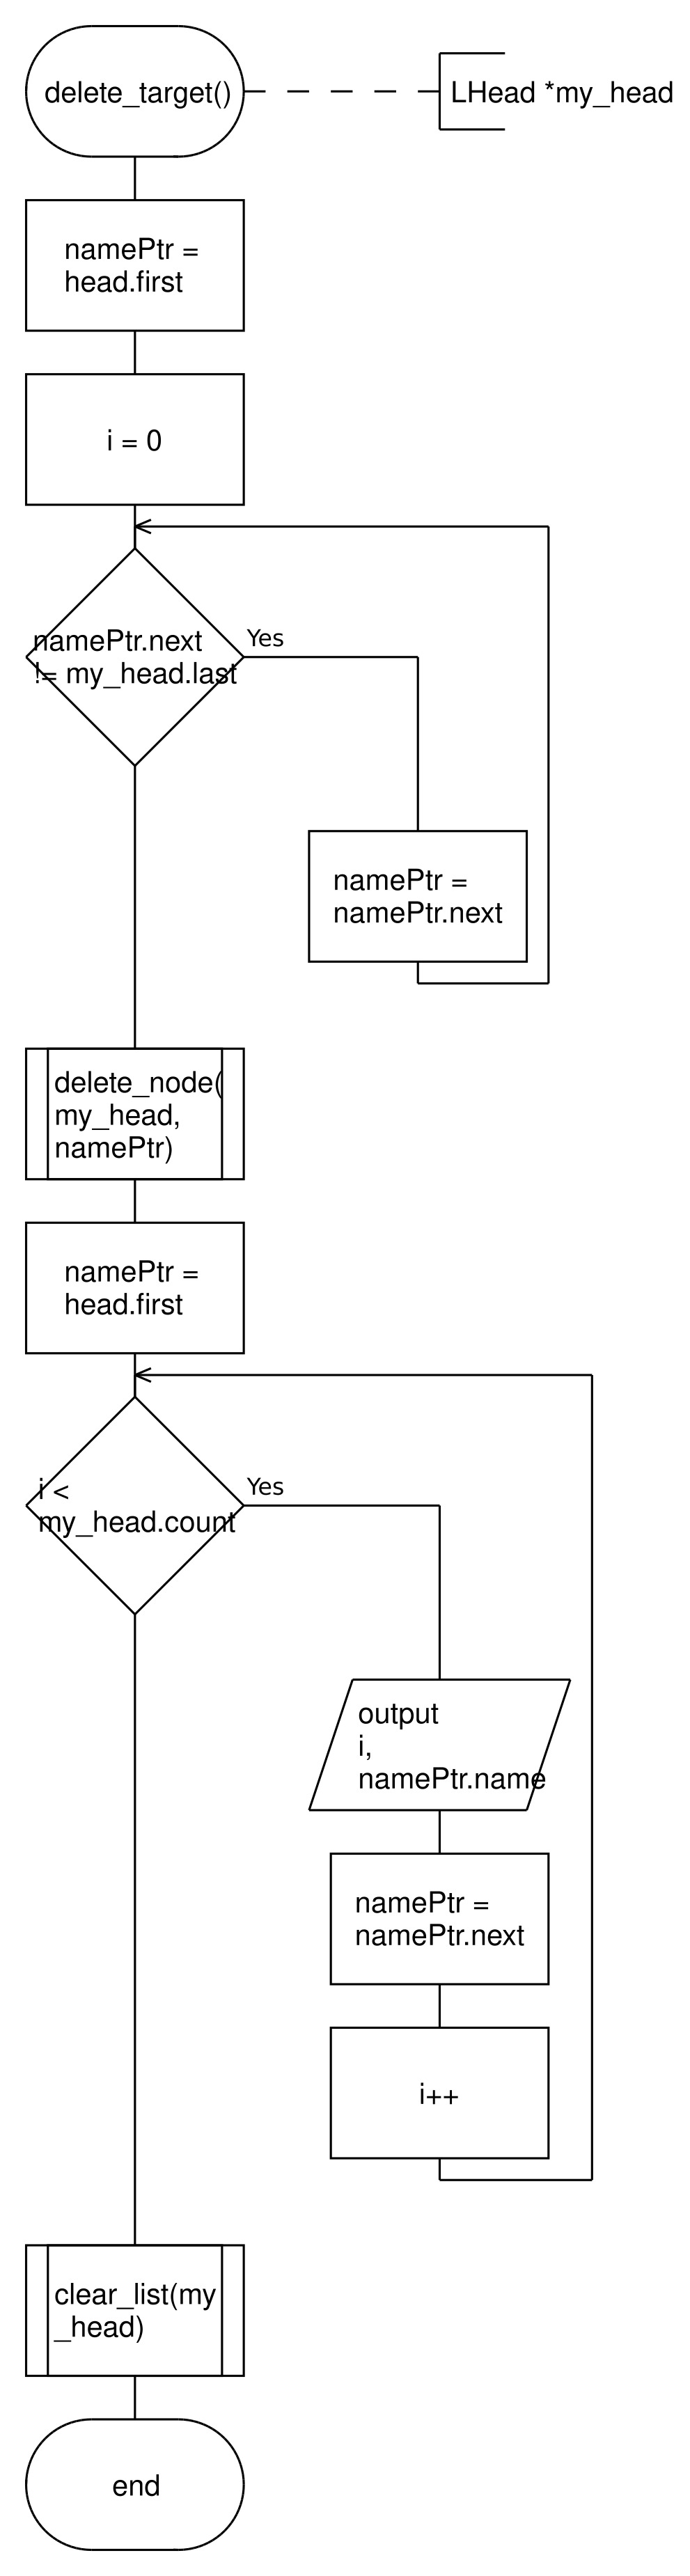 delete_target()
LHead *my_head
namePtr =
head.first
i = 0
namePtr.next
!= my_head.last
Yes
namePtr =
namePtr.next
delete_node(
my_head,
namePtr)
namePtr =
head.first
i <
my_head.count
Yes
output
i,
namePtr.name
namePtr =
namePtr.next
i++
clear_list(my
_head)
end